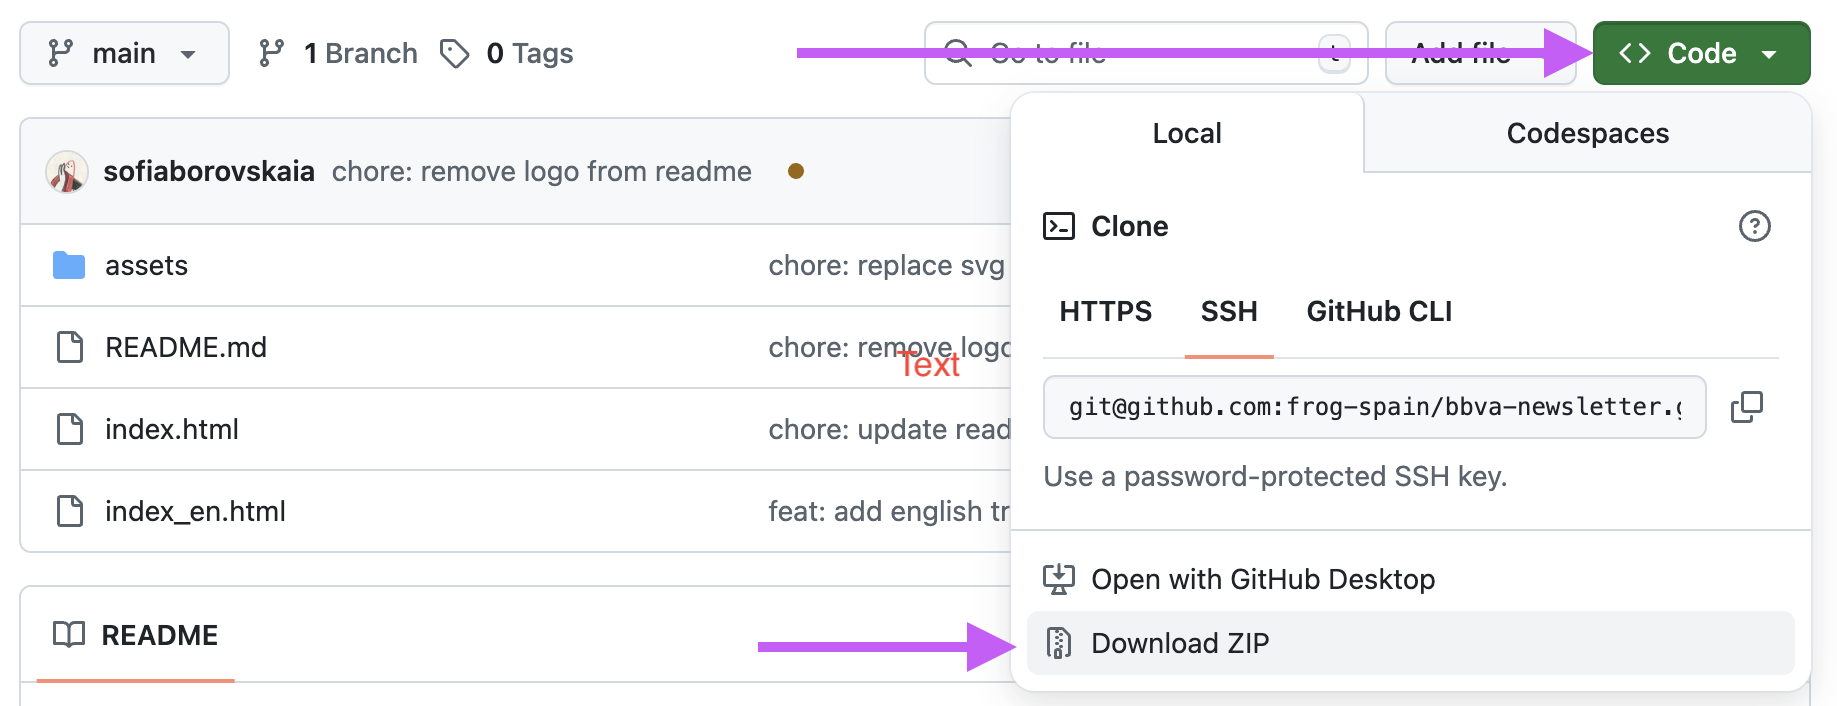 main
1 Branch
0 Tags
Go to file
t
Add file
Code
Local
Codespaces
sofiaborovskaia chore: remove logo from readme
Clone
assets
chore: replace svg
HTTPS
SSH
GitHub CLI
README.md
chore: remove logo
Text
git@github.com:frog-spain/bbva-newsletter.g
index.html
chore: update read
Use a password-protected SSH key.
index_en.html
feat: add english tr
Open with GitHub Desktop
README
Download ZIP